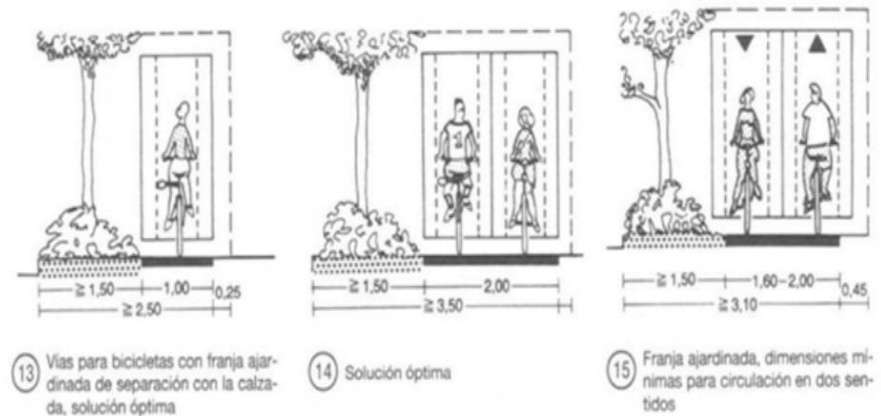 ≧1,50 1,00 0,25
≧2,50
≧1,50 2,00
≧3,50
≧1,50 1,60-2,00 0,45
≧3,10
1
13 Vías para bicicletas con franja ajar-
dinada de separación con la calza-
da, solución óptima
14 Solución óptima
15 Franja ajardinada, dimensiones mí-
nimas para circulación en dos sen-
tidos